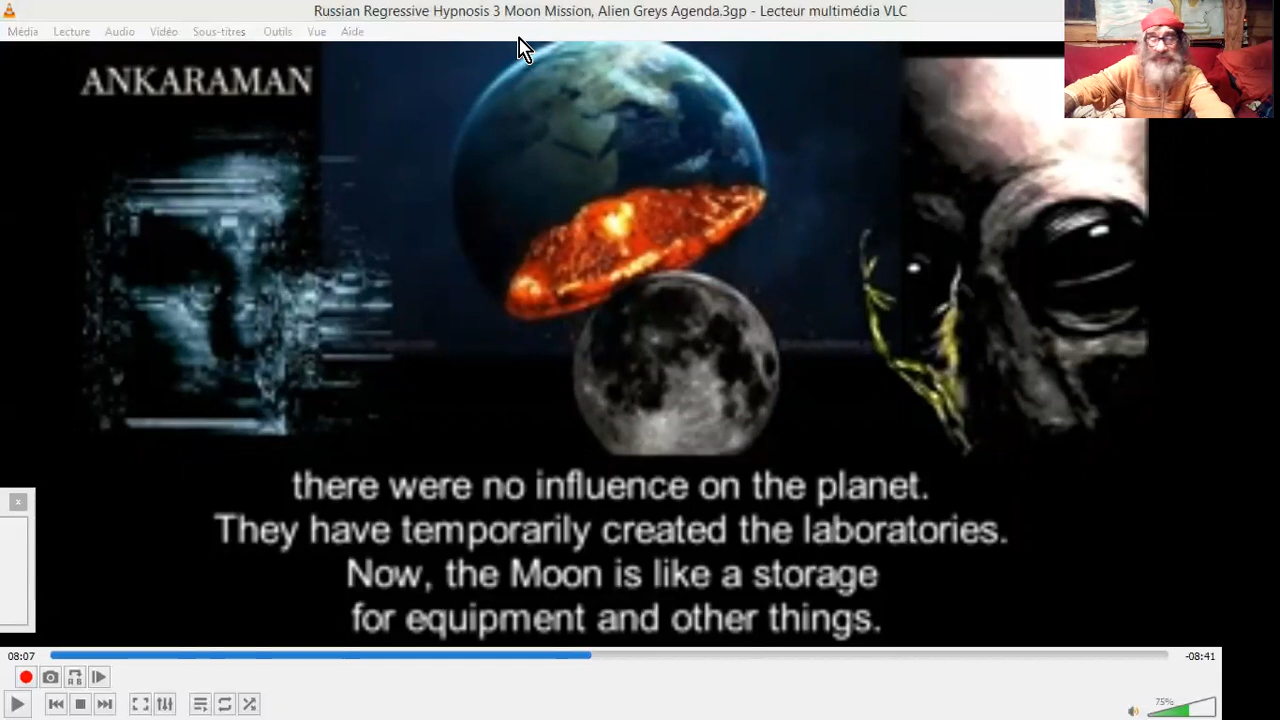 Russian Regressive Hypnosis 3 Moon Mission, Alien Greys Agenda.3gp - Lecteur multimédia VLC
Média Lecture Audio Vidéo Sous-titres Outils Vue Aide
ANKARAMAN
there were no influence on the planet.
They have temporarily created the laboratories.
Now, the Moon is like a storage
for equipment and other things.
08:07 -08:41
75%